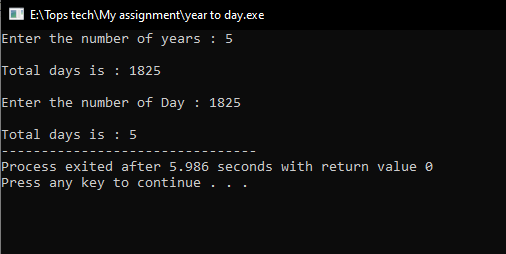 E:\Tops tech\My assignment\year to day.exe
Enter the number of years : 5
Total days is : 1825
Enter the number of Day : 1825
Total days is : 5
--------------------------------
Process exited after 5.986 seconds with return value 0
Press any key to continue . . .